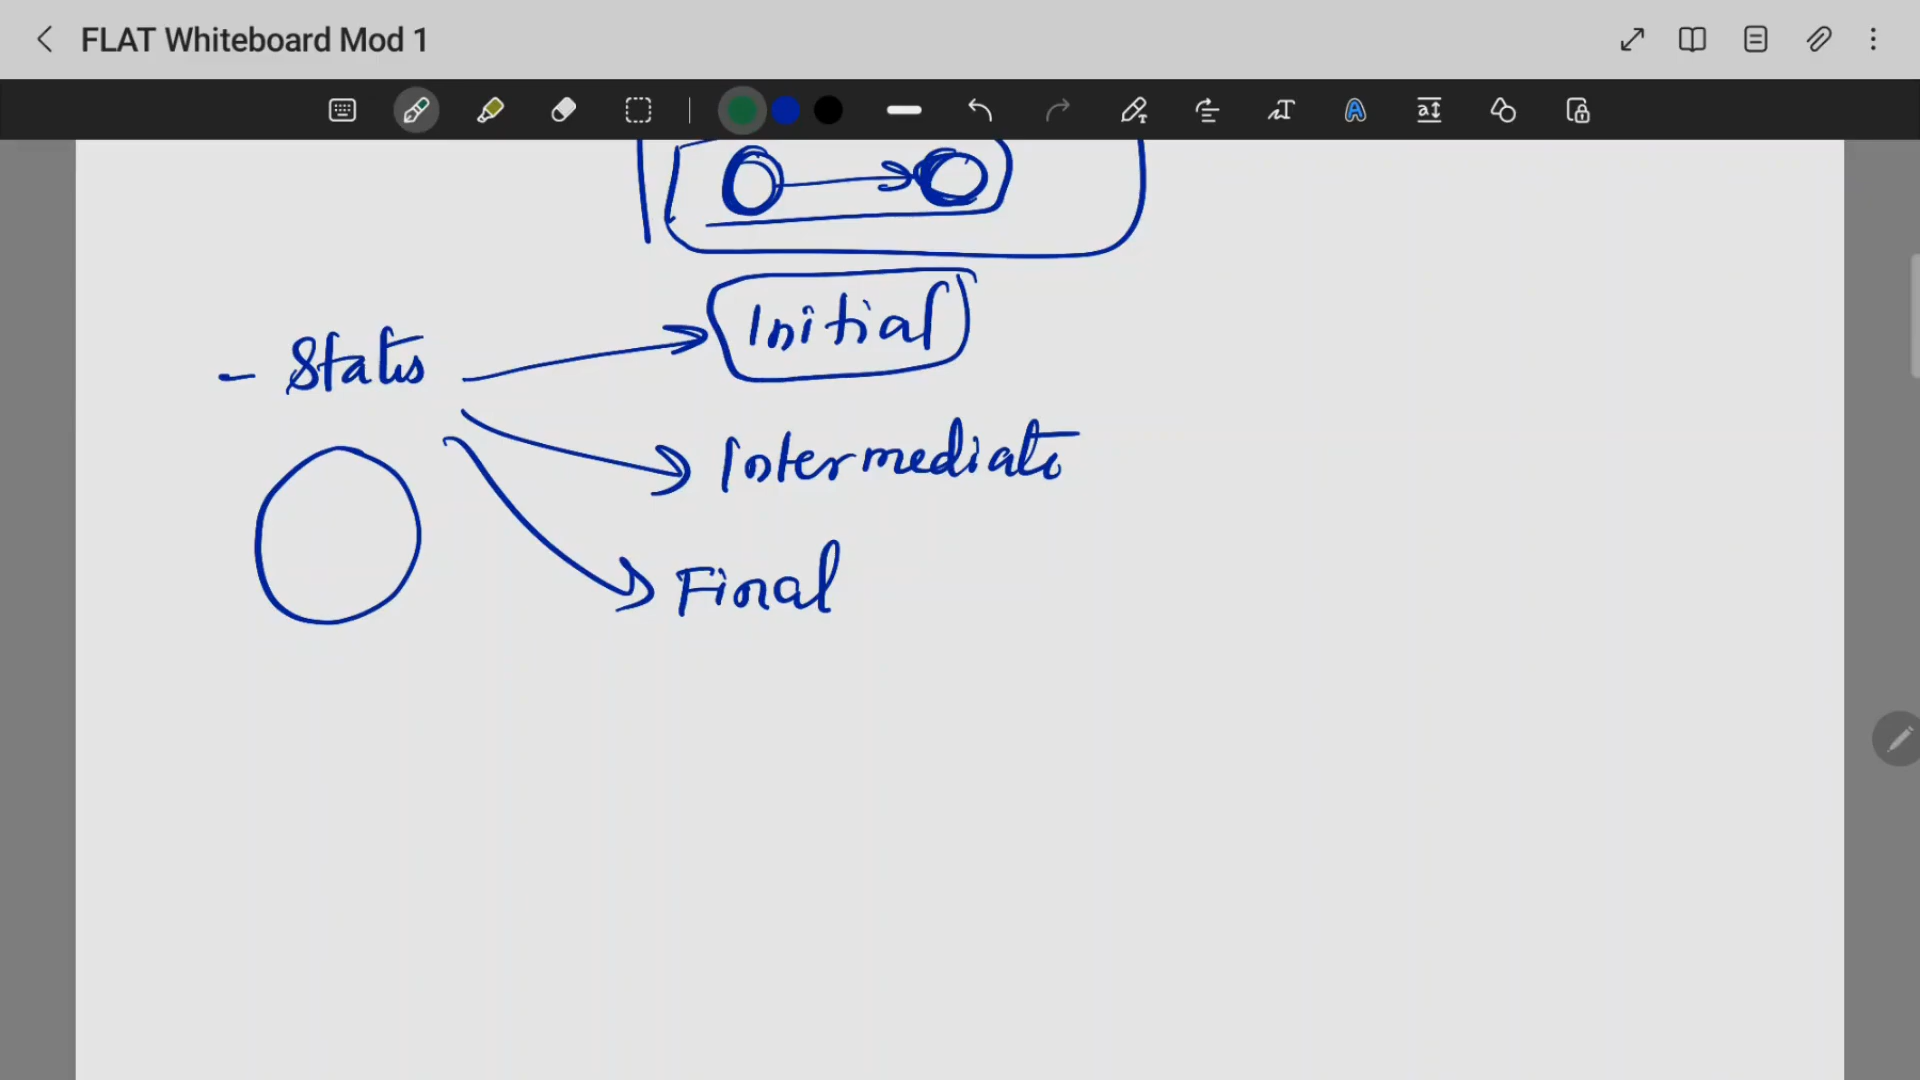 FLAT Whiteboard Mod 1
Initial
- States
Intermediate
Final